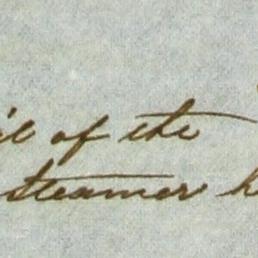 of the
steamer